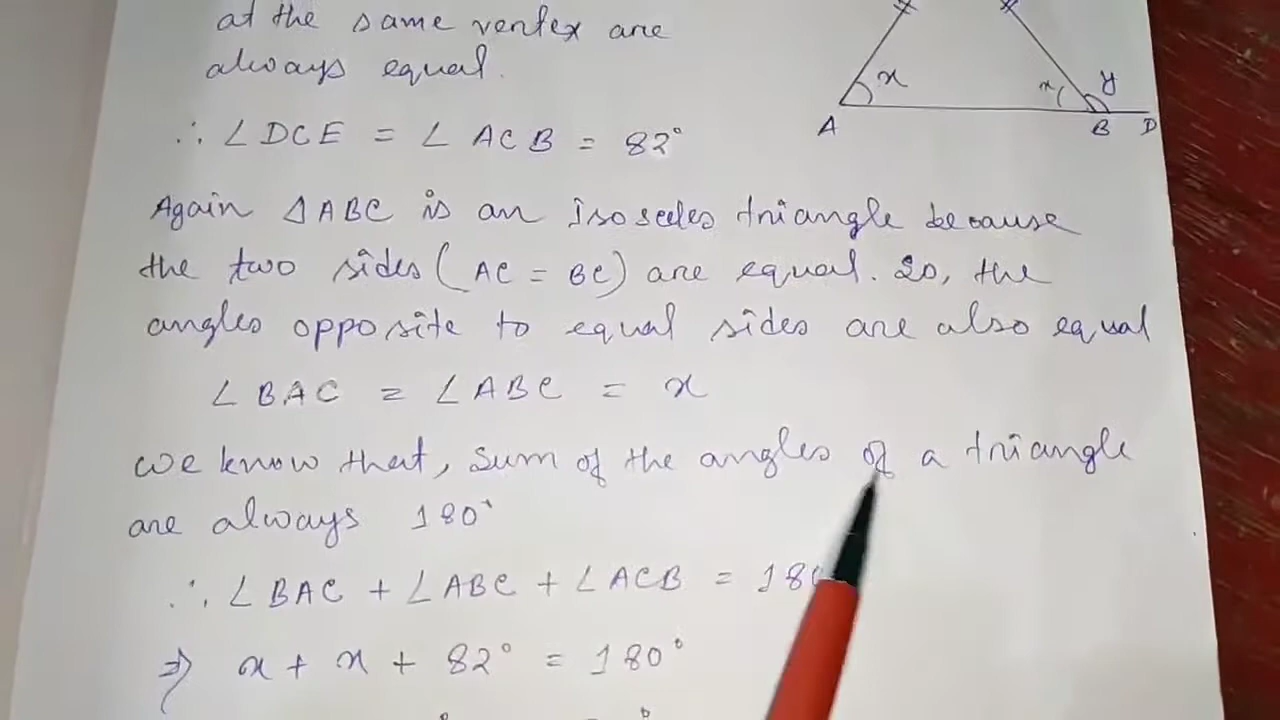 at the same vertex are
always equal.
x
x
y
A
B
D
∴ ∠DCE = ∠ACB = 82°
Again ΔABC is an isosceles triangle because
the two sides (AC = BC) are equal. So, the
angles opposite to equal sides are also equal
∠BAC = ∠ABC = x
we know that, sum of the angles of a triangle
are always 180°
∴ ∠BAC + ∠ABC + ∠ACB = 180
⇒ x + x + 82° = 180°